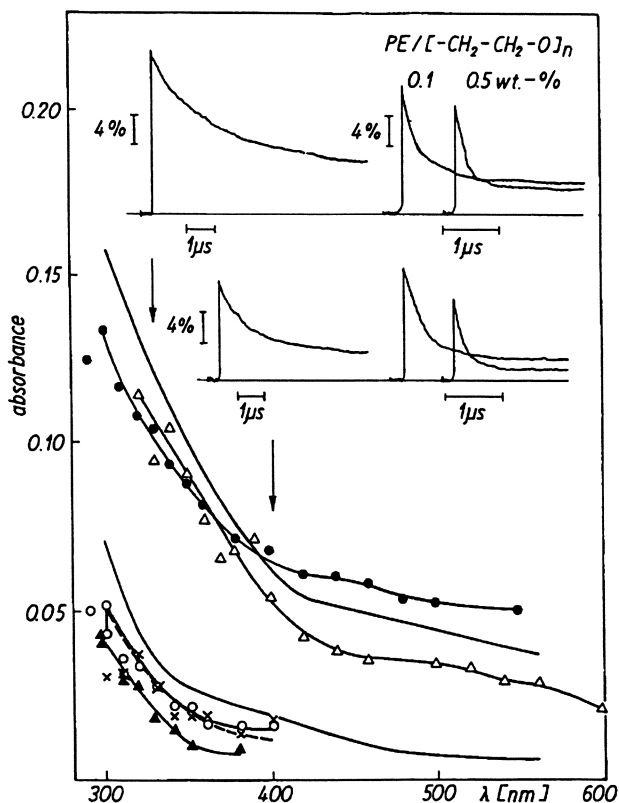 PE/[-CH₂-CH₂-O]n
0.1 0.5 wt.-%
4% 4%
1µs 1µs
4%
1µs 1µs
absorbance
0.20
0.15
0.10
0.05
0
300 400 500 λ [nm] 600